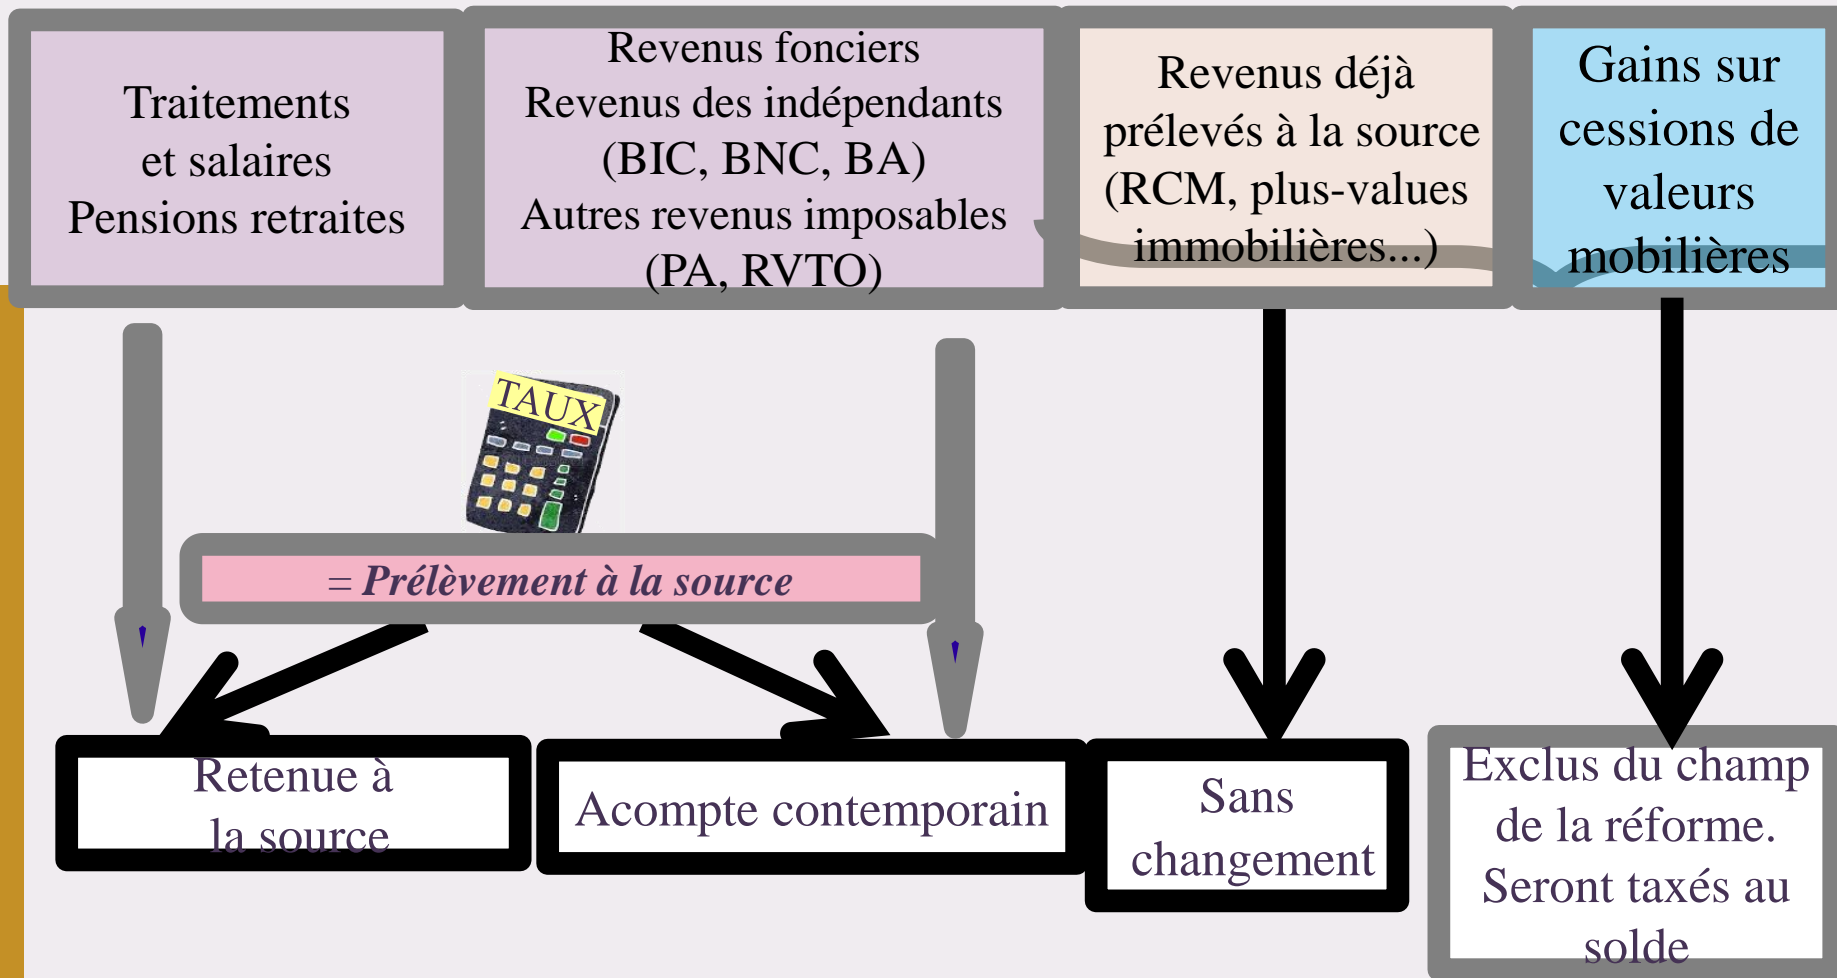 Traitements
et salaires
Pensions retraites
Revenus fonciers
Revenus des indépendants
(BIC, BNC, BA)
Autres revenus imposables
(PA, RVTO)
Revenus déjà
prélevés à la source
(RCM, plus-values
immobilières...)
Gains sur
cessions de
valeurs
mobilières
TAUX
= Prélèvement à la source
Retenue à
la source
Acompte contemporain
Sans
changement
Exclus du champ
de la réforme.
Seront taxés au
solde